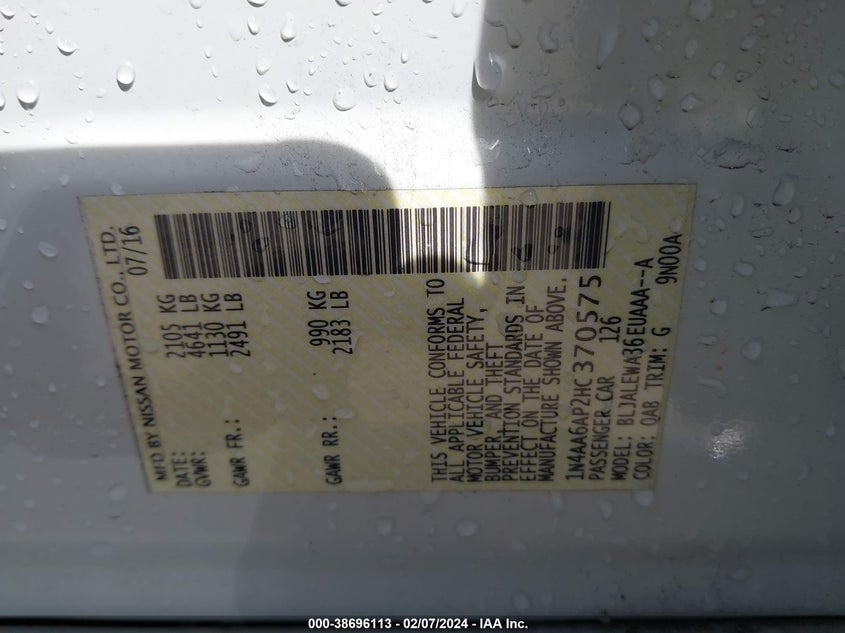 MFD BY NISSAN MOTOR CO., LTD.
DATE: 07/16
GVWR: 2105 KG
4641 LB
GAWR FR.: 1130 KG
2491 LB
GAWR RR.: 990 KG
2183 LB
THIS VEHICLE CONFORMS TO
ALL APPLICABLE FEDERAL
MOTOR VEHICLE SAFETY,
BUMPER, AND THEFT
PREVENTION STANDARDS IN
EFFECT ON THE DATE OF
MANUFACTURE SHOWN ABOVE.
1N4AA6AP2HC370575
PASSENGER CAR 126
MODEL: BLJALEWA36EUAAA--A
COLOR: QAB TRIM: G 9N00A
000-38696113 - 02/07/2024 - IAA Inc.